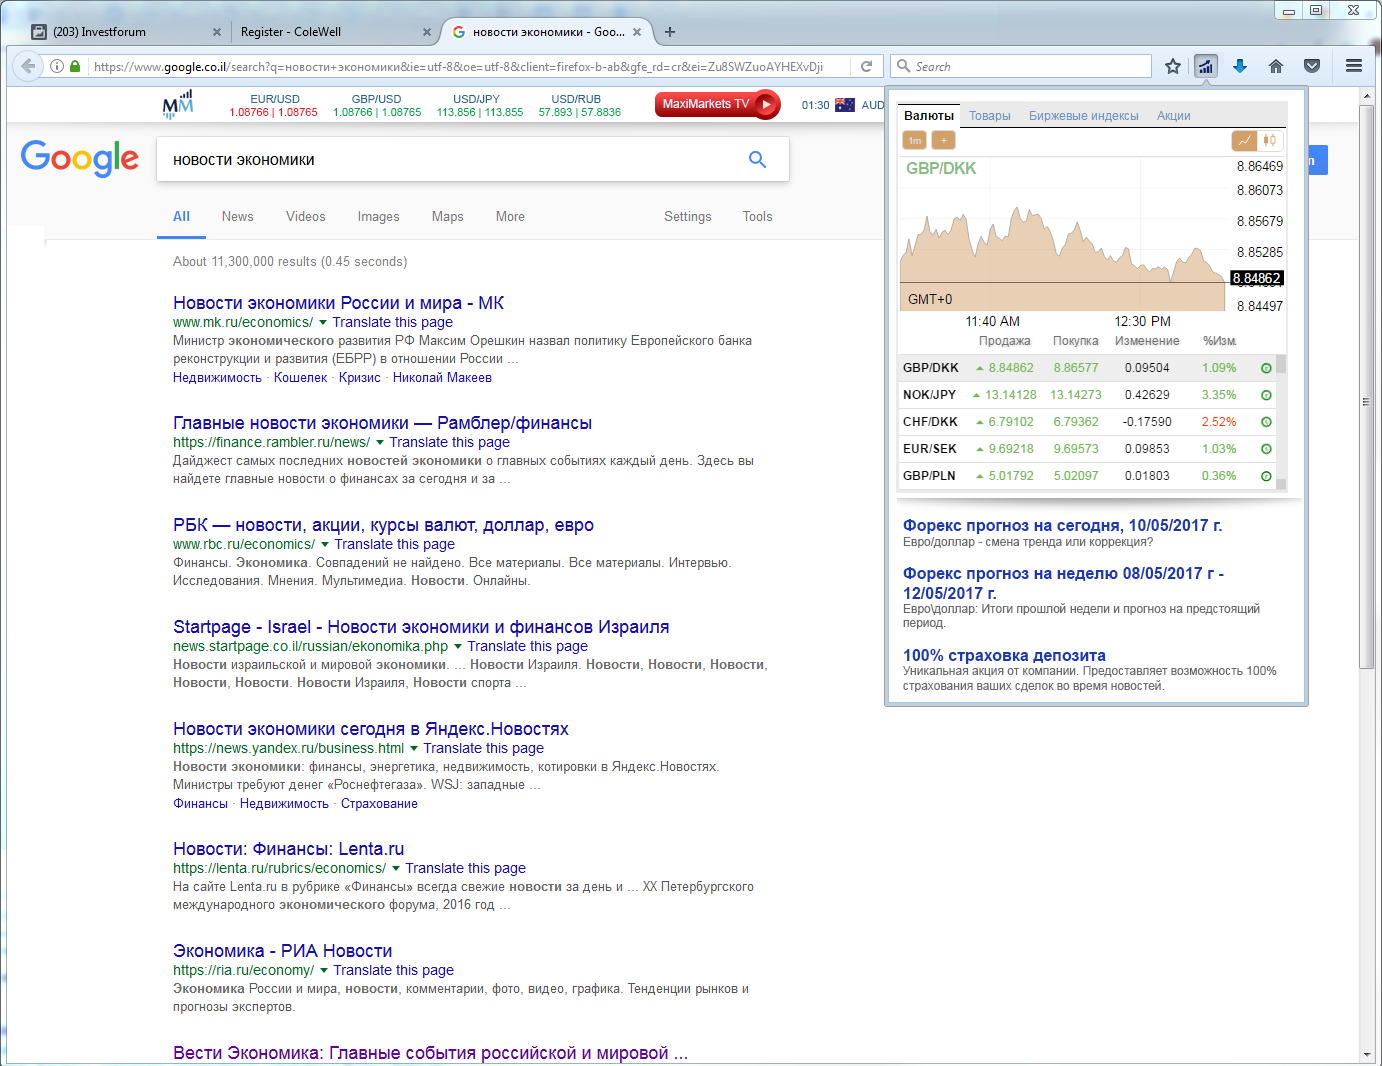 (203) Investforum
Register - ColeWell
новости экономики - Goo...
https://www.google.co.il/search?q=новости+экономики&ie=utf-8&oe=utf-8&client=firefox-b-ab&gfe_rd=cr&ei=Zu8SWZuoAYHEXvDji
Search
MM
EUR/USD GBP/USD USD/JPY USD/RUB
1.08766 | 1.08765 1.08766 | 1.08765 113.856 | 113.855 57.893 | 57.8836
MaxiMarkets TV
01:30 AUD
Google
новости экономики
All News Videos Images Maps More Settings Tools
About 11,300,000 results (0.45 seconds)
Новости экономики России и мира - МК
www.mk.ru/economics/ Translate this page
Министр экономического развития РФ Максим Орешкин назвал политику Европейского банка
реконструкции и развития (ЕБРР) в отношении России ...
Недвижимость · Кошелек · Кризис · Николай Макеев
Главные новости экономики — Рамблер/финансы
https://finance.rambler.ru/news/ Translate this page
Дайджест самых последних новостей экономики о главных событиях каждый день. Здесь вы
найдете главные новости о финансах за сегодня и за ...
РБК — новости, акции, курсы валют, доллар, евро
www.rbc.ru/economics/ Translate this page
Финансы. Экономика. Совпадений не найдено. Все материалы. Все материалы. Интервью.
Исследования. Мнения. Мультимедиа. Новости. Онлайны.
Startpage - Israel - Новости экономики и финансов Израиля
news.startpage.co.il/russian/ekonomika.php Translate this page
Новости израильской и мировой экономики. ... Новости Израиля. Новости, Новости, Новости,
Новости, Новости. Новости Израиля, Новости спорта ...
Новости экономики сегодня в Яндекс.Новостях
https://news.yandex.ru/business.html Translate this page
Новости экономики: финансы, энергетика, недвижимость, котировки в Яндекс.Новостях.
Министры требуют денег «Роснефтегаза». WSJ: западные ...
Финансы · Недвижимость · Страхование
Новости: Финансы: Lenta.ru
https://lenta.ru/rubrics/economics/ Translate this page
На сайте Lenta.ru в рубрике «Финансы» всегда свежие новости за день и ... XX Петербургского
международного экономического форума, 2016 год ...
Экономика - РИА Новости
https://ria.ru/economy/ Translate this page
Экономика России и мира, новости, комментарии, фото, видео, графика. Тенденции рынков и
прогнозы экспертов.
Вести Экономика: Главные события российской и мировой ...
Валюты Товары Биржевые индексы Акции
1m +
GBP/DKK
8.86469
8.86073
8.85679
8.85285
8.84862
8.84497
GMT+0
11:40 AM 12:30 PM
Продажа Покупка Изменение %Изм.
GBP/DKK 8.84862 8.86577 0.09504 1.09%
NOK/JPY 13.14128 13.14273 0.42629 3.35%
CHF/DKK 6.79102 6.79362 -0.17590 2.52%
EUR/SEK 9.69218 9.69573 0.09853 1.03%
GBP/PLN 5.01792 5.02097 0.01803 0.36%
Форекс прогноз на сегодня, 10/05/2017 г.
Евро/доллар - смена тренда или коррекция?
Форекс прогноз на неделю 08/05/2017 г -
12/05/2017 г.
Евро\доллар: Итоги прошлой недели и прогноз на предстоящий
период.
100% страховка депозита
Уникальная акция от компании. Предоставляет возможность 100%
страхования ваших сделок во время новостей.